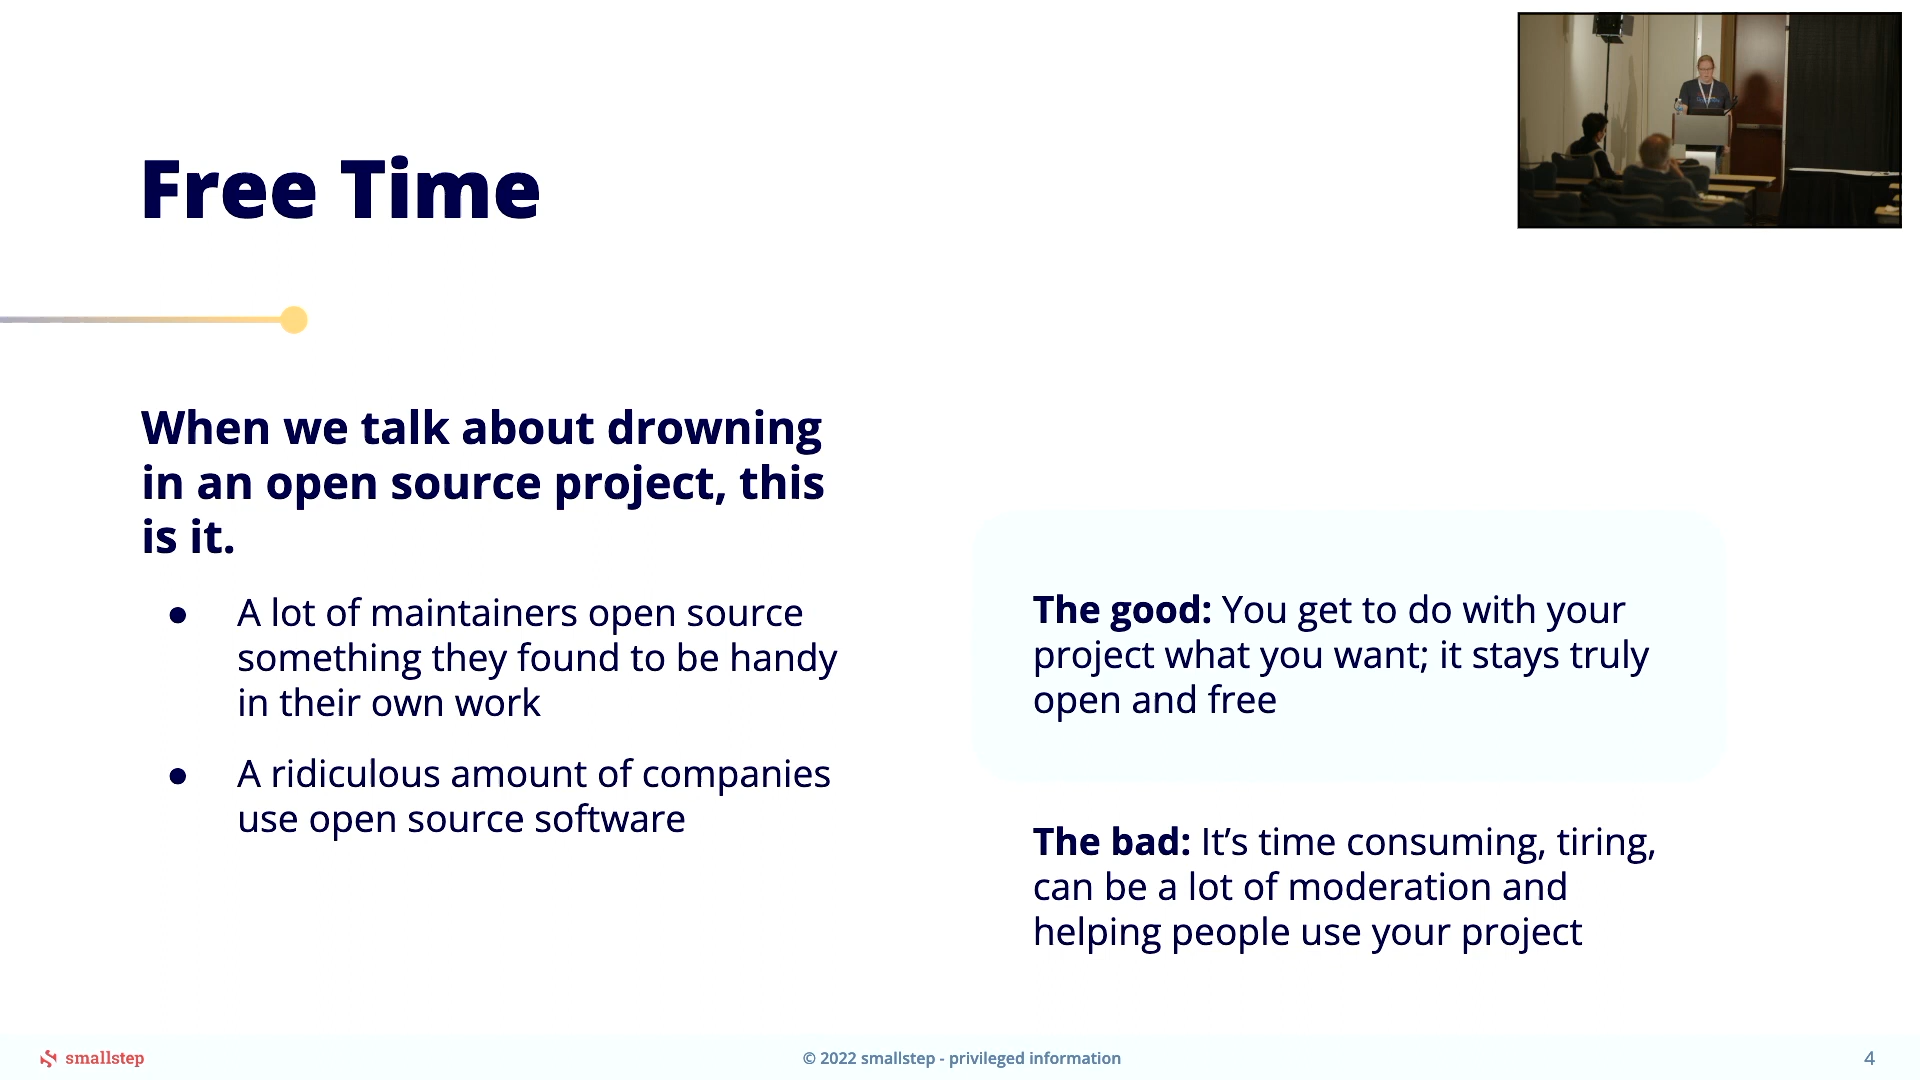 Free Time
When we talk about drowning
in an open source project, this
is it.
● A lot of maintainers open source
something they found to be handy
in their own work
● A ridiculous amount of companies
use open source software
The good: You get to do with your
project what you want; it stays truly
open and free
The bad: It’s time consuming, tiring,
can be a lot of moderation and
helping people use your project
smallstep
© 2022 smallstep - privileged information
4